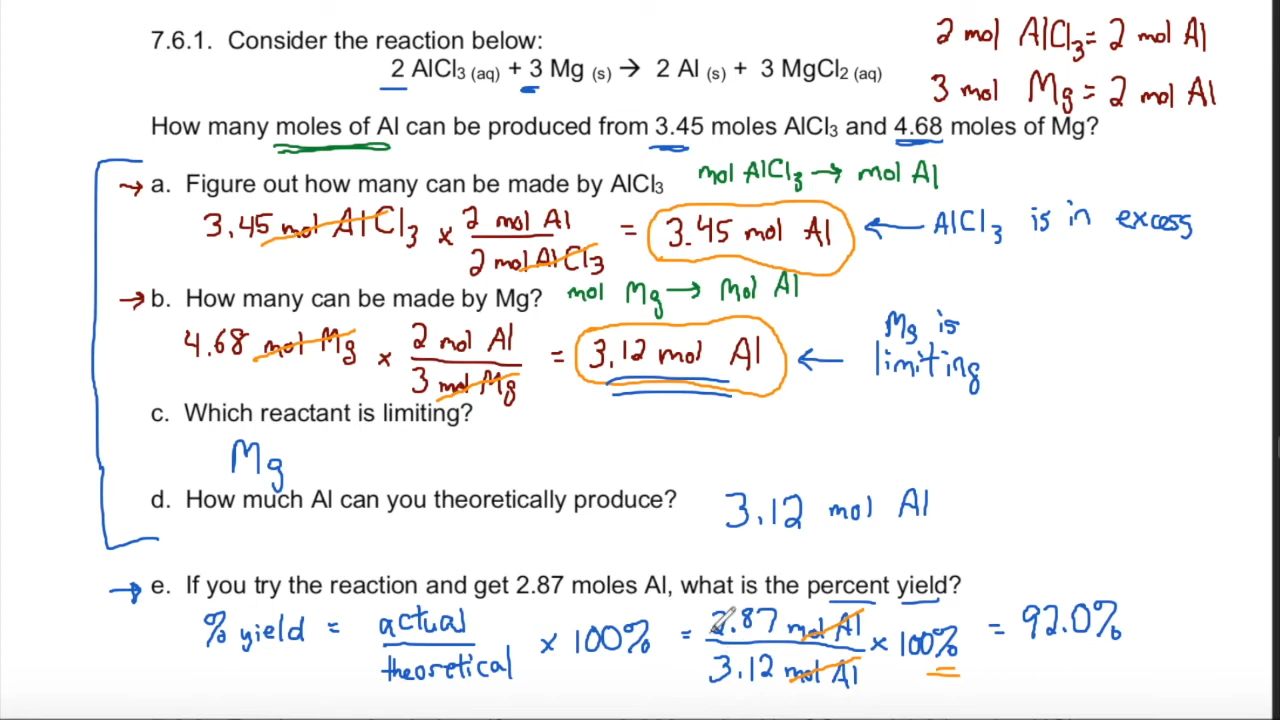 7.6.1. Consider the reaction below:
2 mol AlCl₃ = 2 mol Al
2 AlCl₃ (aq) + 3 Mg (s) → 2 Al (s) + 3 MgCl₂ (aq)
3 mol Mg = 2 mol Al
How many moles of Al can be produced from 3.45 moles AlCl₃ and 4.68 moles of Mg?
→ a. Figure out how many can be made by AlCl₃ mol AlCl₃ → mol Al
3.45 mol AlCl₃ × 2 mol Al / 2 mol AlCl₃ = 3.45 mol Al ← AlCl₃ is in excess
→ b. How many can be made by Mg? mol Mg → mol Al
4.68 mol Mg × 2 mol Al / 3 mol Mg = 3.12 mol Al ← Mg is limiting
c. Which reactant is limiting?
Mg
d. How much Al can you theoretically produce? 3.12 mol Al
→ e. If you try the reaction and get 2.87 moles Al, what is the percent yield?
% yield = actual / theoretical × 100% = 2.87 mol Al / 3.12 mol Al × 100% = 92.0%